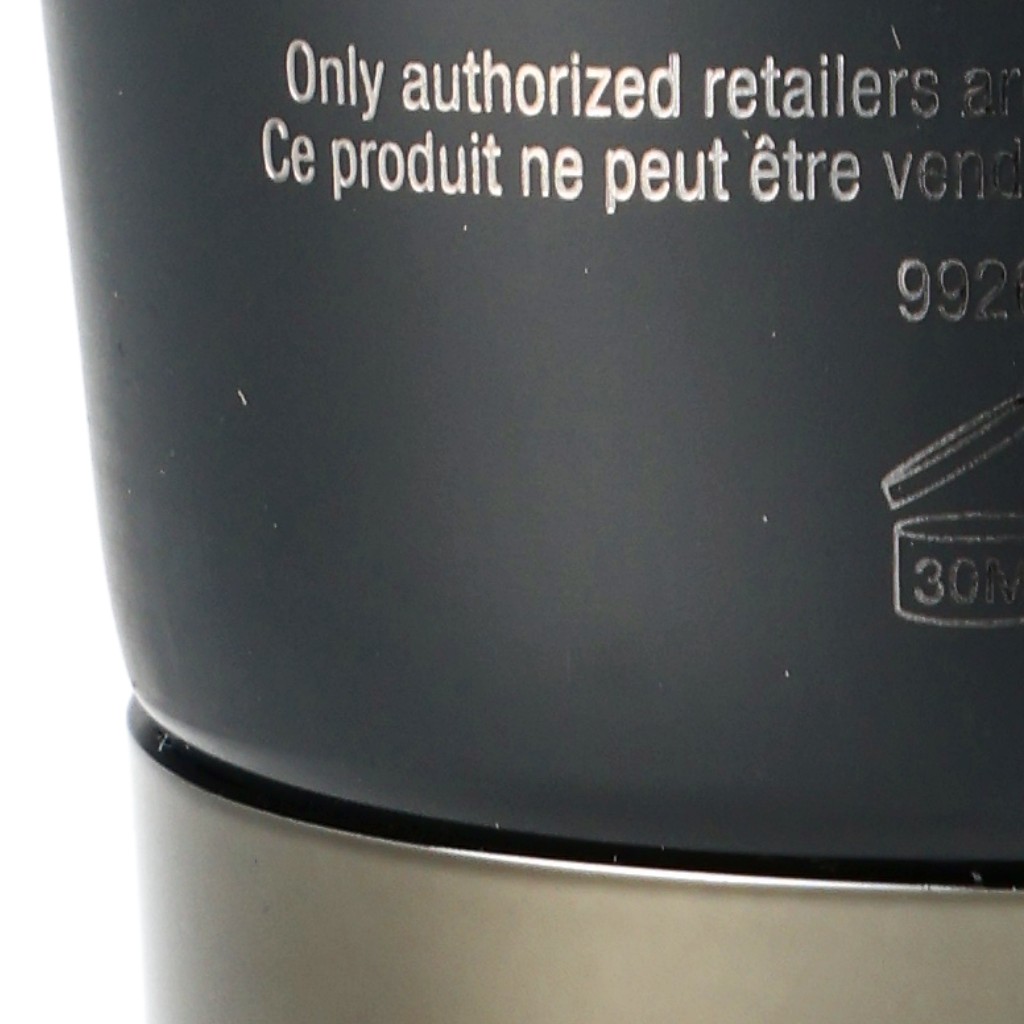 Only authorized retailers ar
Ce produit ne peut être vend
992
30M